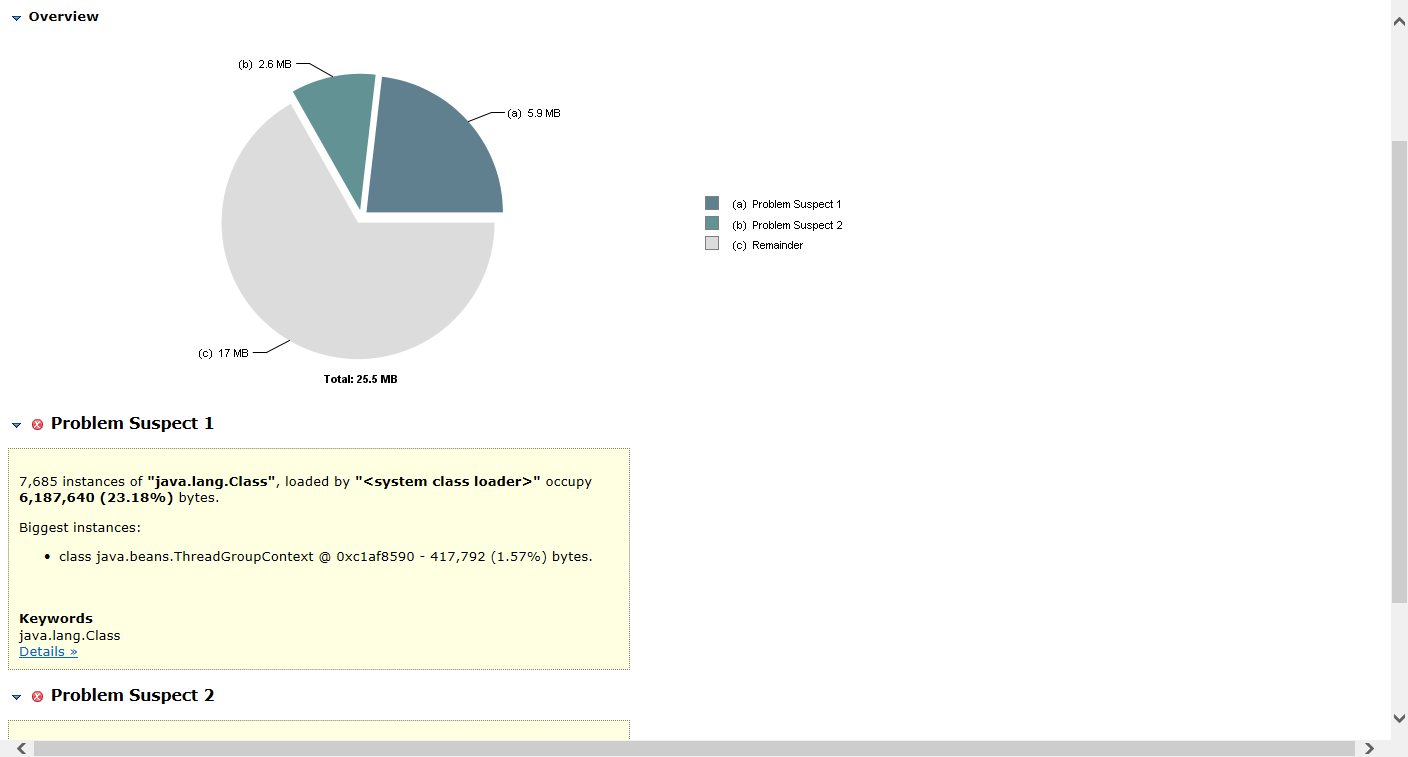 Overview
(b) 2.6 MB
(a) 5.9 MB
(a) Problem Suspect 1
(b) Problem Suspect 2
(c) Remainder
(c) 17 MB
Total: 25.5 MB
Problem Suspect 1
7,685 instances of "java.lang.Class", loaded by "<system class loader>" occupy
6,187,640 (23.18%) bytes.
Biggest instances:
• class java.beans.ThreadGroupContext @ 0xc1af8590 - 417,792 (1.57%) bytes.
Keywords
java.lang.Class
Details »
Problem Suspect 2